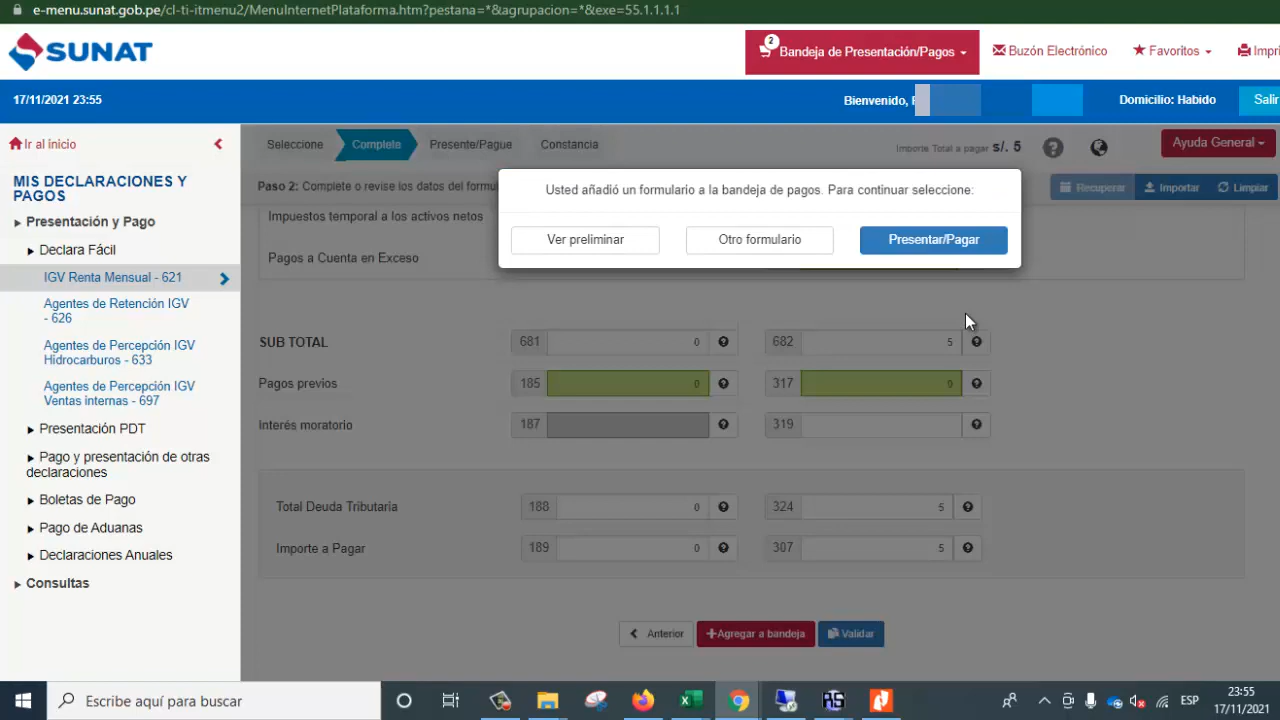 e-menu.sunat.gob.pe/cl-ti-itmenu2/MenuInternetPlataforma.htm?pestana=*&agrupacion=*&exe=55.1.1.1.1
SUNAT
2
Bandeja de Presentación/Pagos
Buzón Electrónico
Favoritos
Impri
17/11/2021 23:55
Bienvenido,
Domicilio: Habido
Salir
Ir al inicio
MIS DECLARACIONES Y
PAGOS
Presentación y Pago
Declara Fácil
IGV Renta Mensual - 621
Agentes de Retención IGV
- 626
Agentes de Percepción IGV
Hidrocarburos - 633
Agentes de Percepción IGV
Ventas internas - 697
Presentación PDT
Pago y presentación de otras
declaraciones
Boletas de Pago
Pago de Aduanas
Declaraciones Anuales
Consultas
Seleccione
Complete
Presente/Pague
Constancia
Importe Total a pagar s/. 5
Ayuda General
Paso 2: Complete o revise los datos del formu
Recuperar
Importar
Limpiar
Usted añadió un formulario a la bandeja de pagos. Para continuar seleccione:
Ver preliminar
Otro formulario
Presentar/Pagar
Impuestos temporal a los activos netos
Pagos a Cuenta en Exceso
SUB TOTAL 681 0 682 5
Pagos previos 185 0 317 0
Interés moratorio 187 319
Total Deuda Tributaria 188 0 324 5
Importe a Pagar 189 0 307 5
Anterior
+Agregar a bandeja
Validar
Escribe aquí para buscar
ESP
23:55
17/11/2021